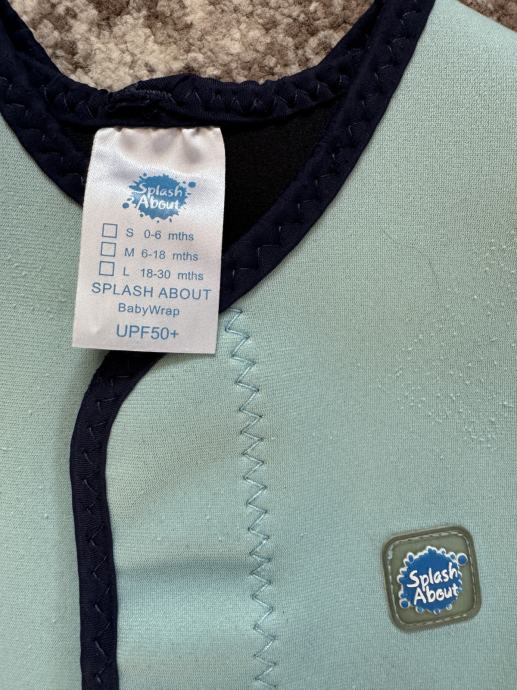 Splash
About
S 0-6 mths
M 6-18 mths
L 18-30 mths
SPLASH ABOUT
BabyWrap
UPF50+
Splash
About